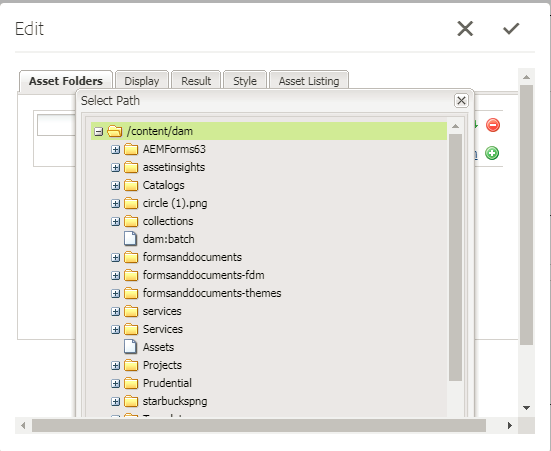 Edit
Asset Folders Display Result Style Asset Listing
Select Path
/content/dam
AEMForms63
assetinsights
Catalogs
circle (1).png
collections
dam:batch
formsanddocuments
formsanddocuments-fdm
formsanddocuments-themes
services
Services
Assets
Projects
Prudential
starbuckspng